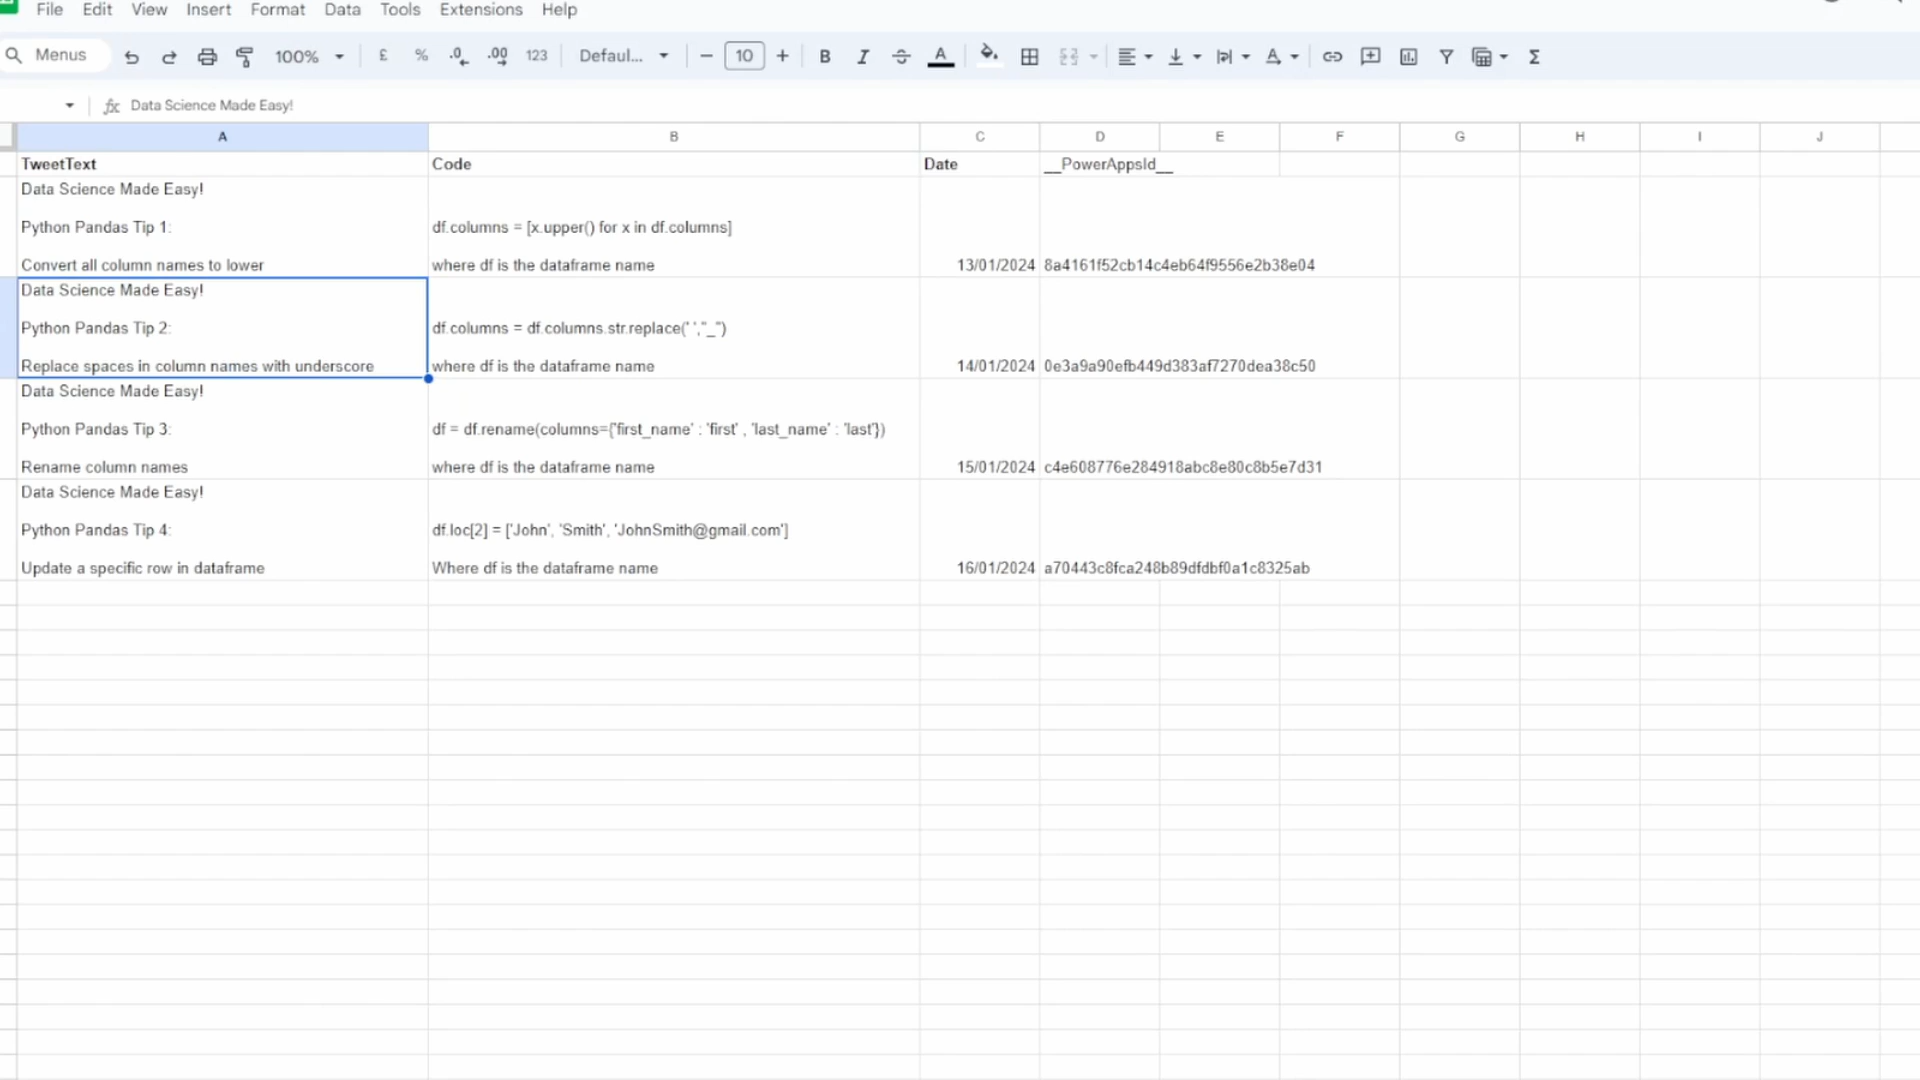 File Edit View Insert Format Data Tools Extensions Help
Menus 100% £ % .0 .00 123 Defaul... 10 B I A
fx Data Science Made Easy!
A B C D E F G H I J
TweetText Code Date __PowerAppsId__
Data Science Made Easy!
Python Pandas Tip 1: df.columns = [x.upper() for x in df.columns]
Convert all column names to lower where df is the dataframe name 13/01/2024 8a4161f52cb14c4eb64f9556e2b38e04
Data Science Made Easy!
Python Pandas Tip 2: df.columns = df.columns.str.replace(' ',"_")
Replace spaces in column names with underscore where df is the dataframe name 14/01/2024 0e3a9a90efb449d383af7270dea38c50
Data Science Made Easy!
Python Pandas Tip 3: df = df.rename(columns={'first_name' : 'first' , 'last_name' : 'last'})
Rename column names where df is the dataframe name 15/01/2024 c4e608776e284918abc8e80c8b5e7d31
Data Science Made Easy!
Python Pandas Tip 4: df.loc[2] = ['John', 'Smith', 'JohnSmith@gmail.com']
Update a specific row in dataframe Where df is the dataframe name 16/01/2024 a70443c8fca248b89dfdbf0a1c8325ab